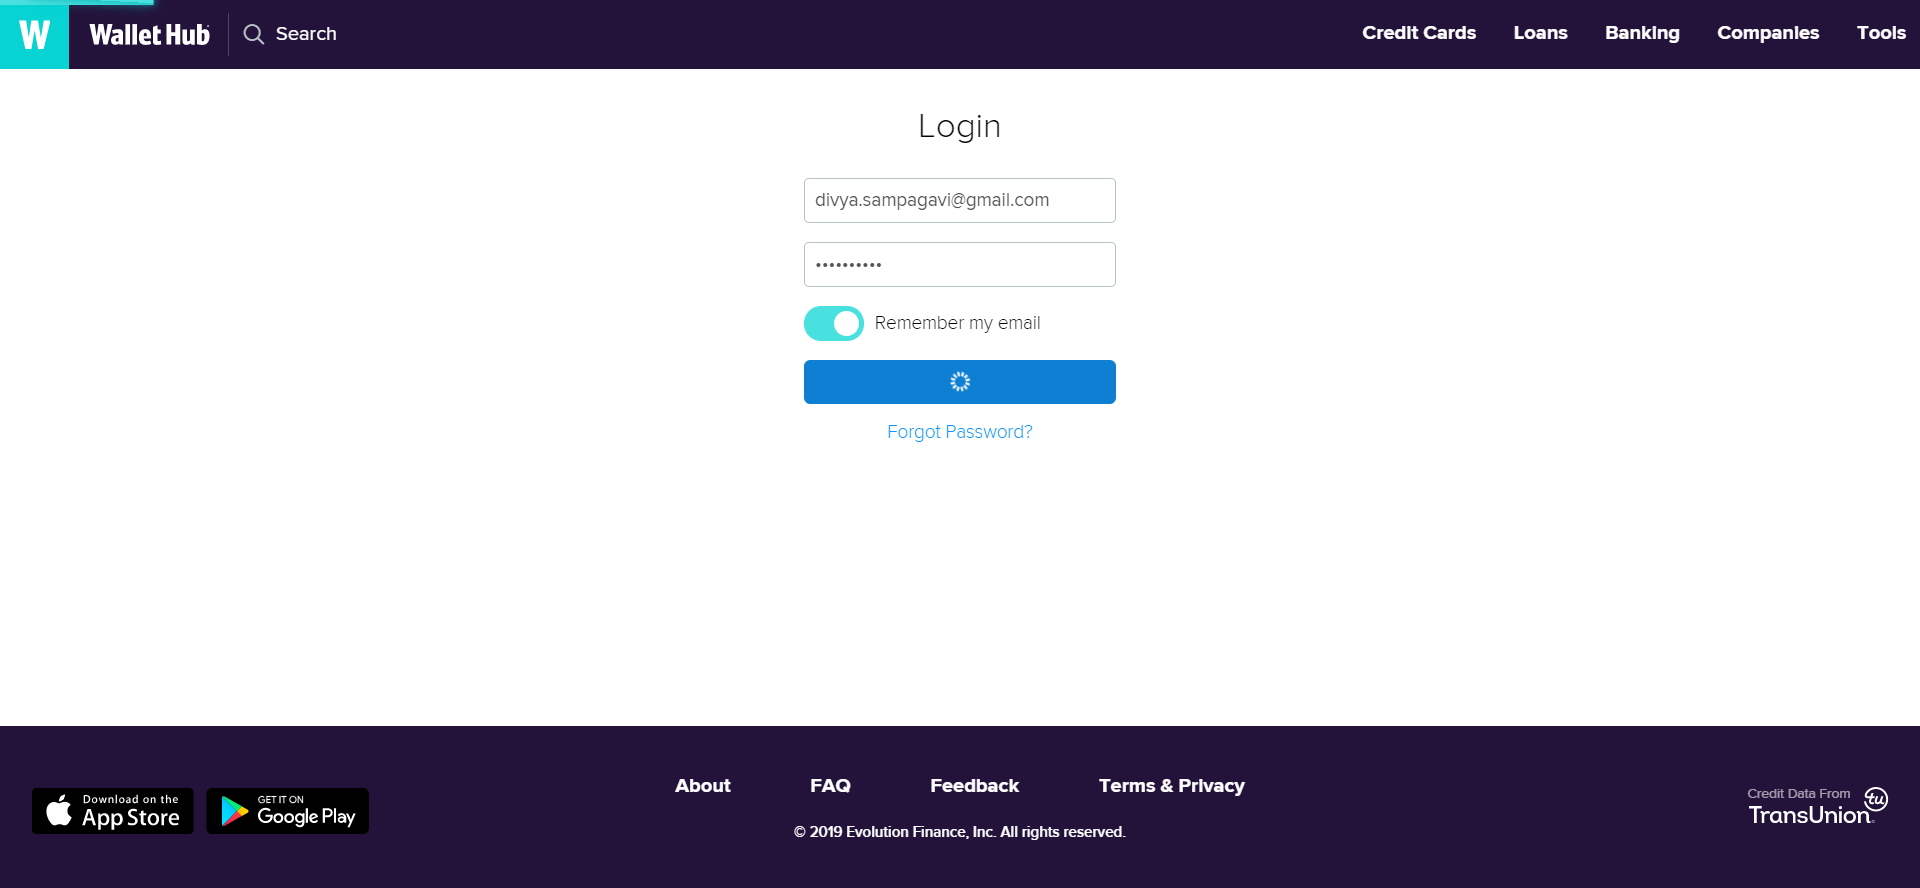 W Wallet Hub Search Credit Cards Loans Banking Companies Tools
Login
divya.sampagavi@gmail.com
••••••••••
Remember my email
Forgot Password?
About FAQ Feedback Terms & Privacy
Download on the
App Store
GET IT ON
Google Play
Credit Data From
TransUnion
tu
© 2019 Evolution Finance, Inc. All rights reserved.